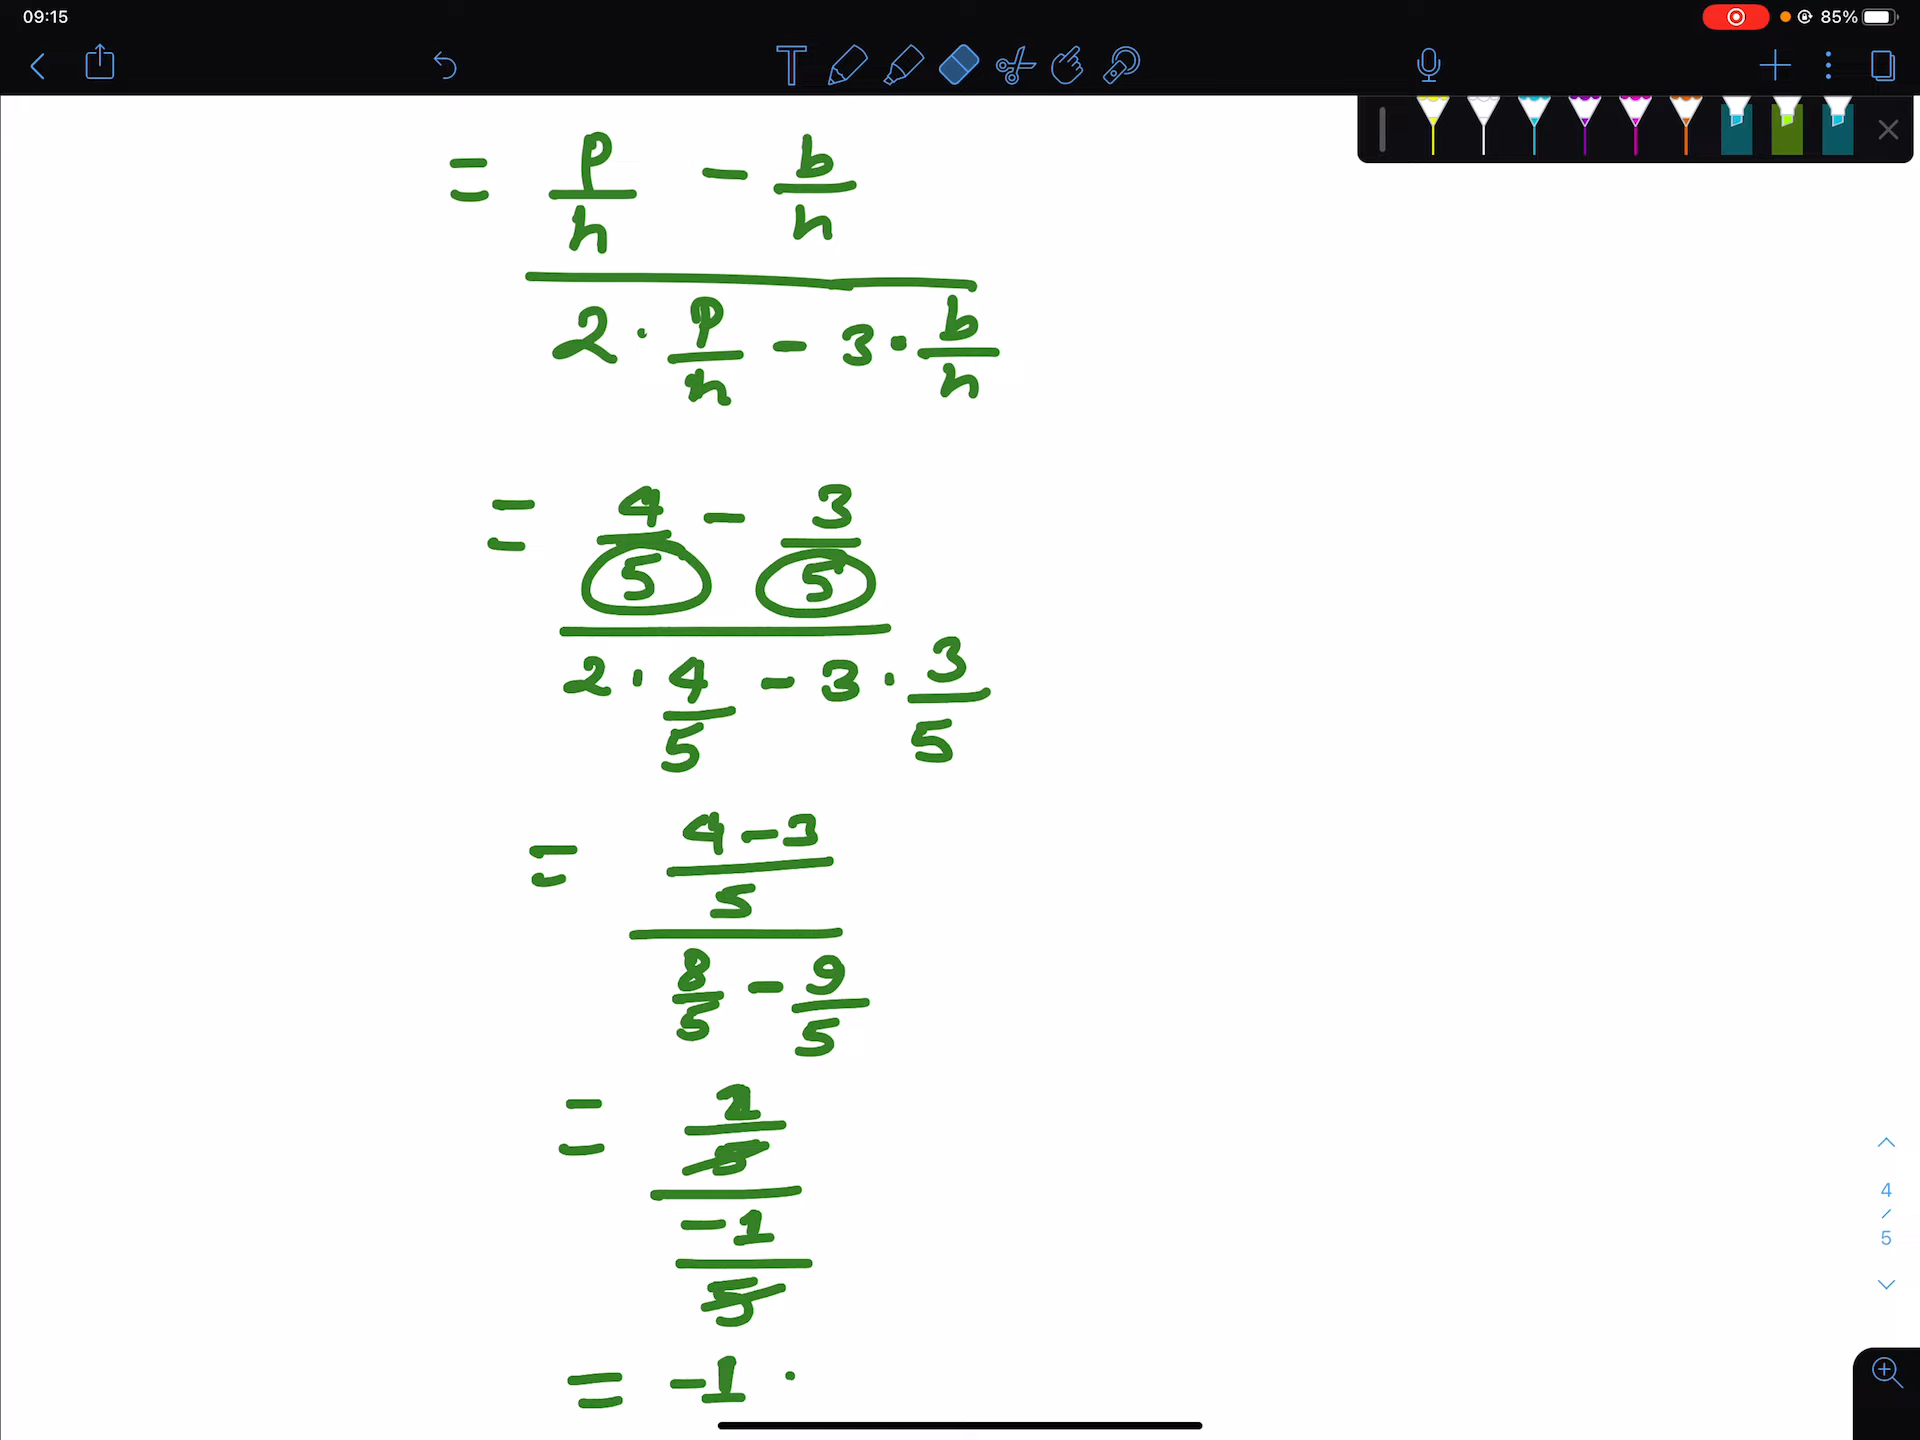 09:15
85%
T
= p/h - b/h
2 · p/h - 3 · b/h
= 4/5 - 3/5
2 · 4/5 - 3 · 3/5
= 4-3/5
8/5 - 9/5
= 1/5
-1/5
= -1 ·
4/5